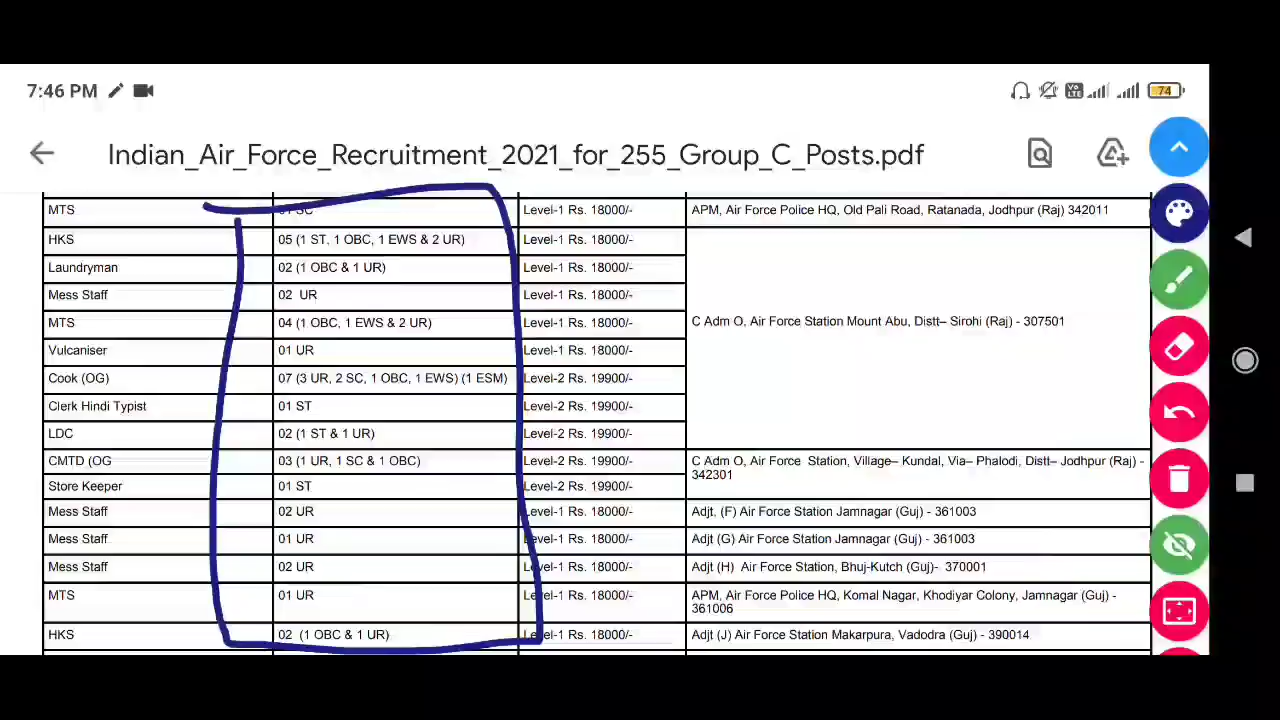 7:46 PM
VoLTE
74
Indian_Air_Force_Recruitment_2021_for_255_Group_C_Posts.pdf
MTS 01 SC Level-1 Rs. 18000/- APM, Air Force Police HQ, Old Pali Road, Ratanada, Jodhpur (Raj) 342011
HKS 05 (1 ST, 1 OBC, 1 EWS & 2 UR) Level-1 Rs. 18000/-
Laundryman 02 (1 OBC & 1 UR) Level-1 Rs. 18000/-
Mess Staff 02 UR Level-1 Rs. 18000/-
MTS 04 (1 OBC, 1 EWS & 2 UR) Level-1 Rs. 18000/- C Adm O, Air Force Station Mount Abu, Distt– Sirohi (Raj) - 307501
Vulcaniser 01 UR Level-1 Rs. 18000/-
Cook (OG) 07 (3 UR, 2 SC, 1 OBC, 1 EWS) (1 ESM) Level-2 Rs. 19900/-
Clerk Hindi Typist 01 ST Level-2 Rs. 19900/-
LDC 02 (1 ST & 1 UR) Level-2 Rs. 19900/-
CMTD (OG 03 (1 UR, 1 SC & 1 OBC) Level-2 Rs. 19900/- C Adm O, Air Force Station, Village– Kundal, Via– Phalodi, Distt– Jodhpur (Raj) -
342301
Store Keeper 01 ST Level-2 Rs. 19900/-
Mess Staff 02 UR Level-1 Rs. 18000/- Adjt, (F) Air Force Station Jamnagar (Guj) - 361003
Mess Staff 01 UR Level-1 Rs. 18000/- Adjt (G) Air Force Station Jamnagar (Guj) - 361003
Mess Staff 02 UR Level-1 Rs. 18000/- Adjt (H) Air Force Station, Bhuj-Kutch (Guj)- 370001
MTS 01 UR Level-1 Rs. 18000/- APM, Air Force Police HQ, Komal Nagar, Khodiyar Colony, Jamnagar (Guj) -
361006
HKS 02 (1 OBC & 1 UR) Level-1 Rs. 18000/- Adjt (J) Air Force Station Makarpura, Vadodra (Guj) - 390014